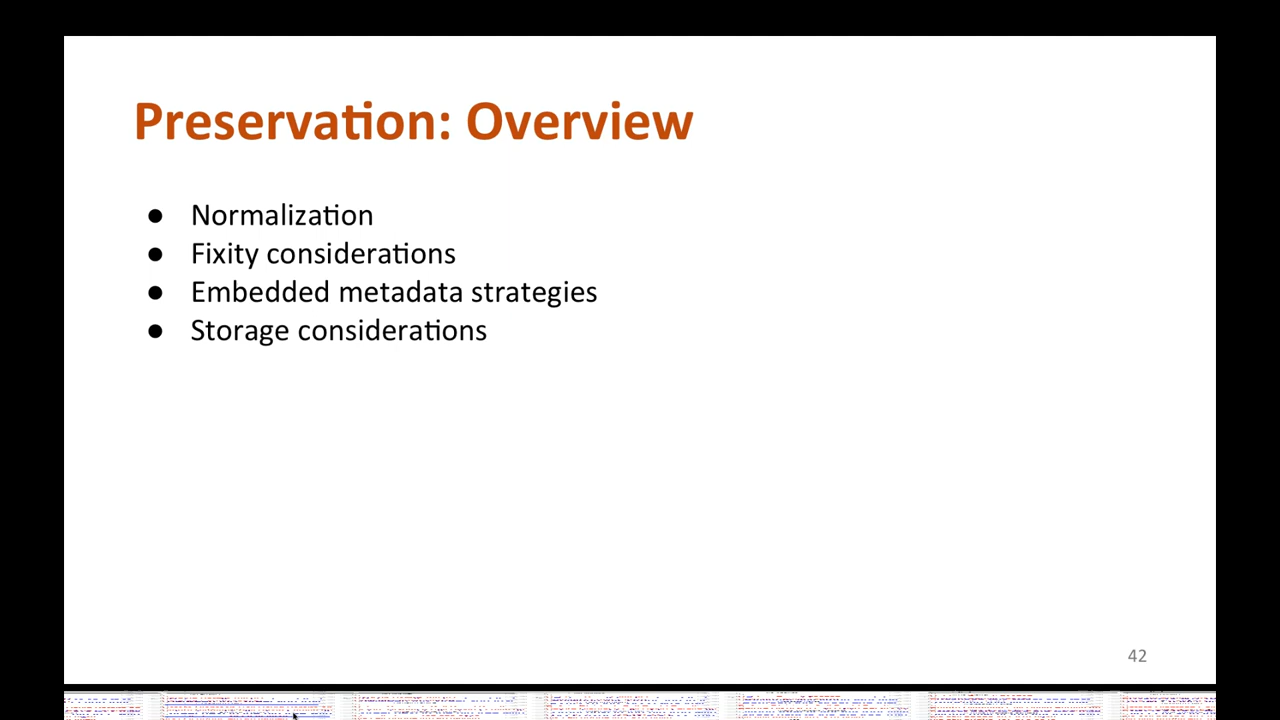 Preservation: Overview
● Normalization
● Fixity considerations
● Embedded metadata strategies
● Storage considerations
42